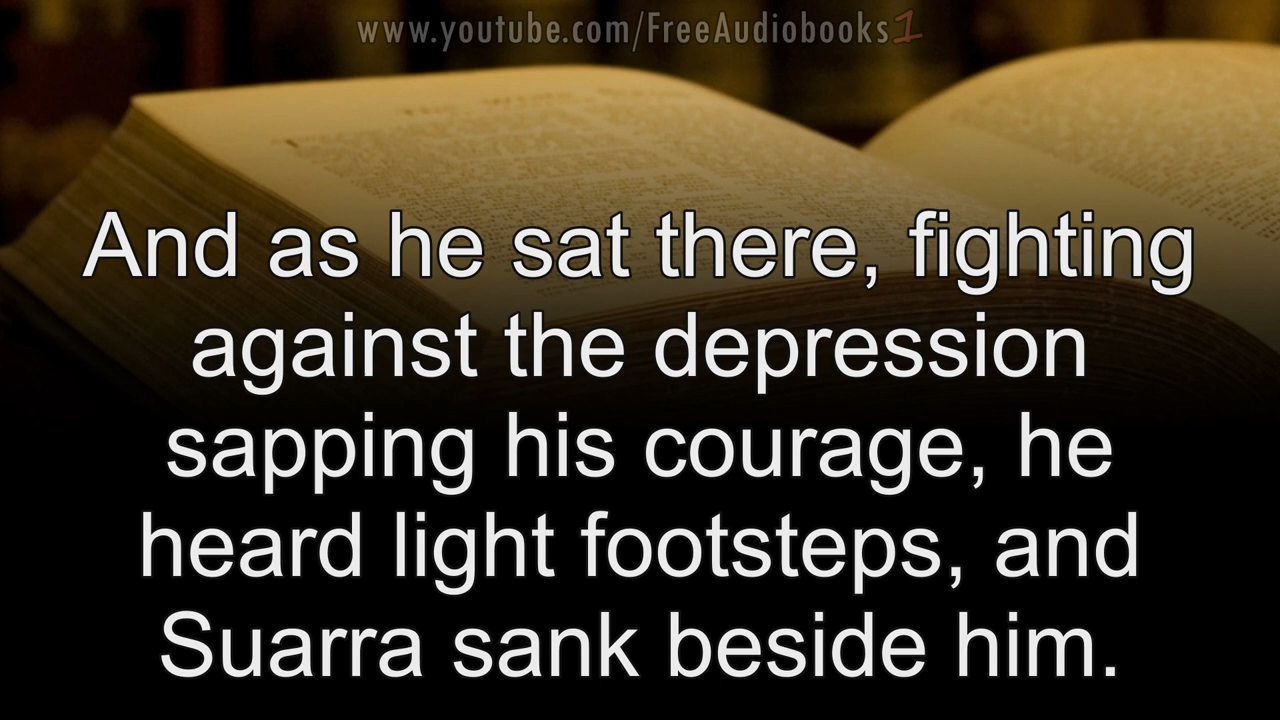 www.youtube.com/FreeAudiobooks1
And as he sat there, fighting
against the depression
sapping his courage, he
heard light footsteps, and
Suarra sank beside him.